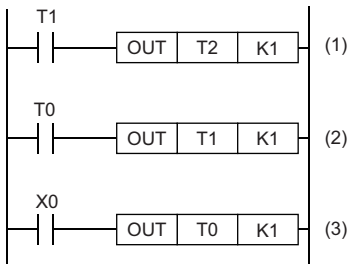 T1
OUT T2 K1 (1)
T0
OUT T1 K1 (2)
X0
OUT T0 K1 (3)